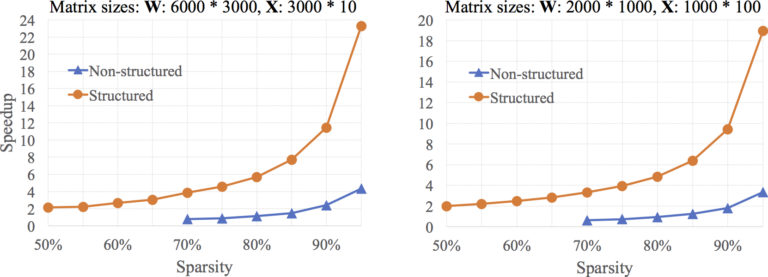 Matrix sizes: W: 6000 * 3000, X: 3000 * 10
24
22
20
18
16
14
12
10
8
6
4
2
0
Speedup
Non-structured
Structured
50% 60% 70% 80% 90%
Sparsity
Matrix sizes: W: 2000 * 1000, X: 1000 * 100
20
18
16
14
12
10
8
6
4
2
0
Non-structured
Structured
50% 60% 70% 80% 90%
Sparsity